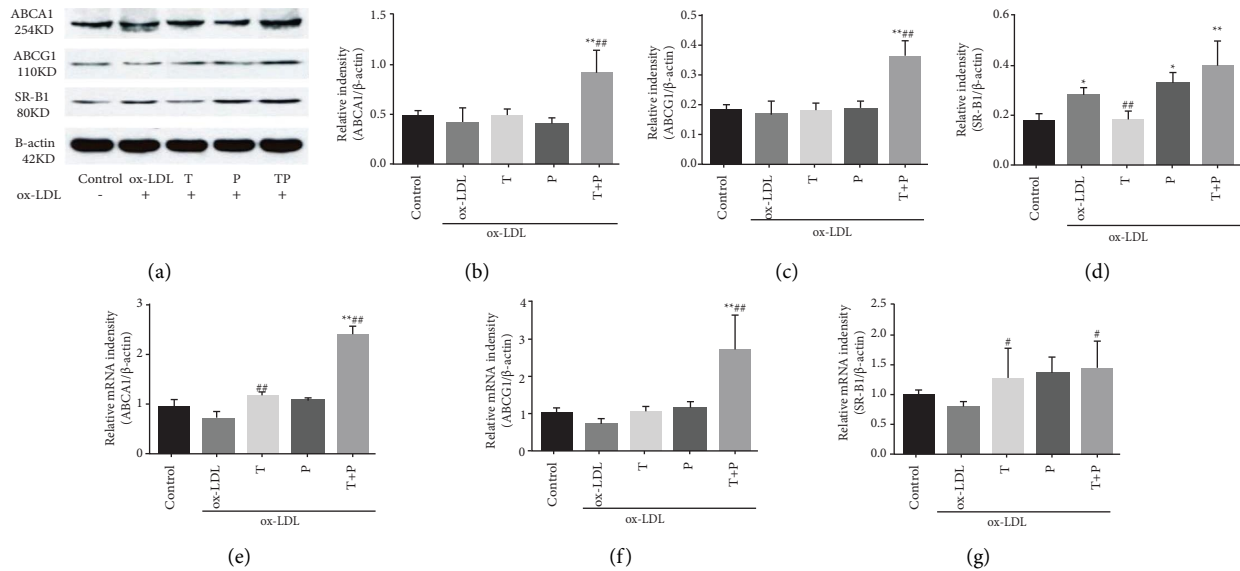 ABCA1
254KD
ABCG1
110KD
SR-B1
80KD
B-actin
42KD
Control ox-LDL T P TP
ox-LDL - + + + +
(a)
Relative indensity
(ABCA1/β-actin)
1.5
1.0
0.5
0.0
**##
Control
ox-LDL
T
P
T+P
ox-LDL
(b)
Relative indensity
(ABCG1/β-actin)
0.5
0.4
0.3
0.2
0.1
0.0
**##
Control
ox-LDL
T
P
T+P
ox-LDL
(c)
Relative indensity
(SR-B1/β-actin)
0.6
0.4
0.2
0.0
*
##
*
**
Control
ox-LDL
T
P
T+P
ox-LDL
(d)
Relative mRNA indensity
(ABCA1/β-actin)
3
2
1
0
##
**##
Control
ox-LDL
T
P
T+P
ox-LDL
(e)
Relative mRNA indensity
(ABCG1/β-actin)
4
3
2
1
0
**##
Control
ox-LDL
T
P
T+P
ox-LDL
(f)
Relative mRNA indensity
(SR-B1/β-actin)
2.5
2.0
1.5
1.0
0.5
0.0
#
#
Control
ox-LDL
T
P
T+P
ox-LDL
(g)